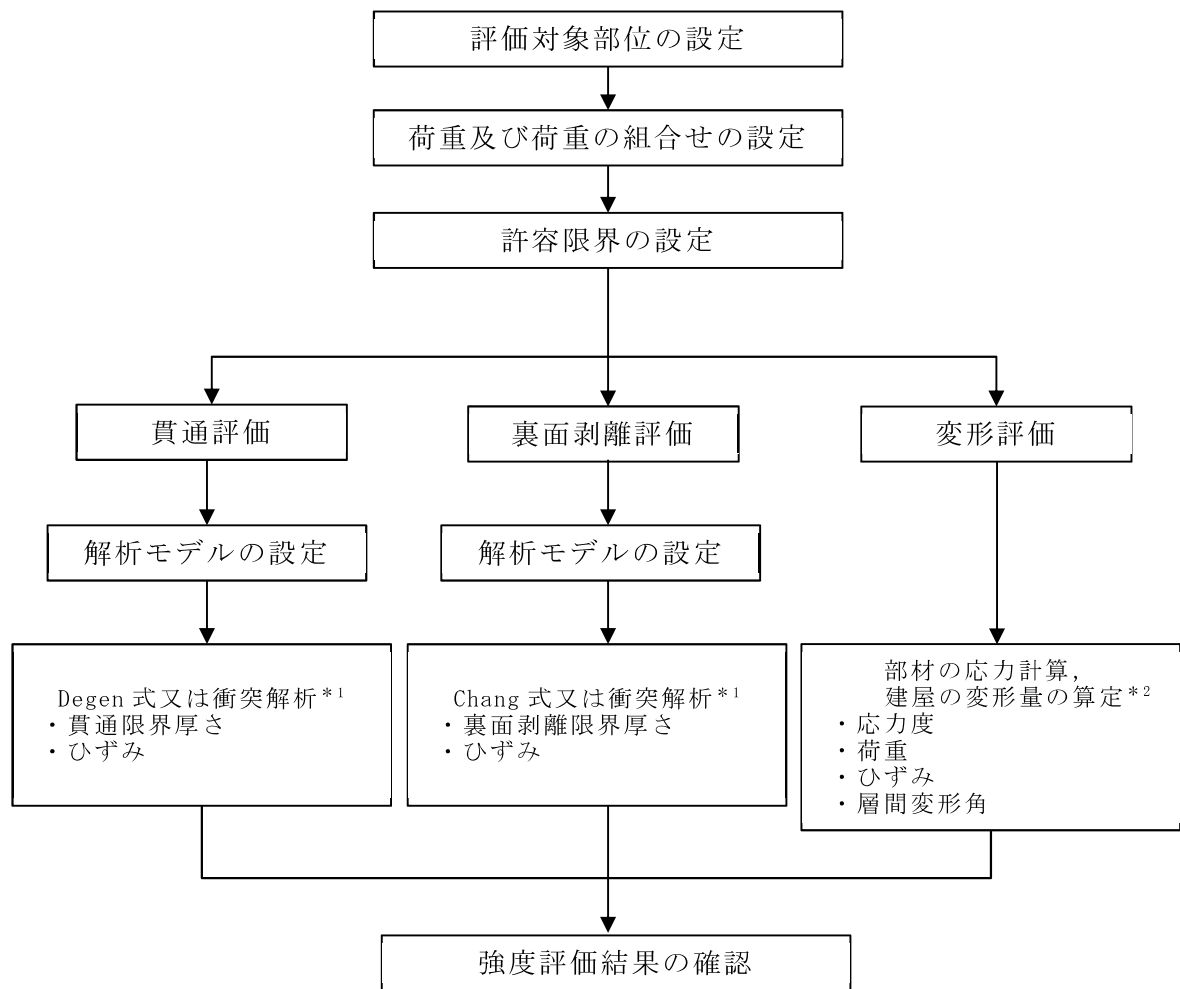 評価対象部位の設定
荷重及び荷重の組合せの設定
許容限界の設定
貫通評価
裏面剥離評価
変形評価
解析モデルの設定
解析モデルの設定
Degen 式又は衝突解析*1
・貫通限界厚さ
・ひずみ
Chang 式又は衝突解析*1
・裏面剥離限界厚さ
・ひずみ
部材の応力計算,
建屋の変形量の算定*2
・応力度
・荷重
・ひずみ
・層間変形角
強度評価結果の確認